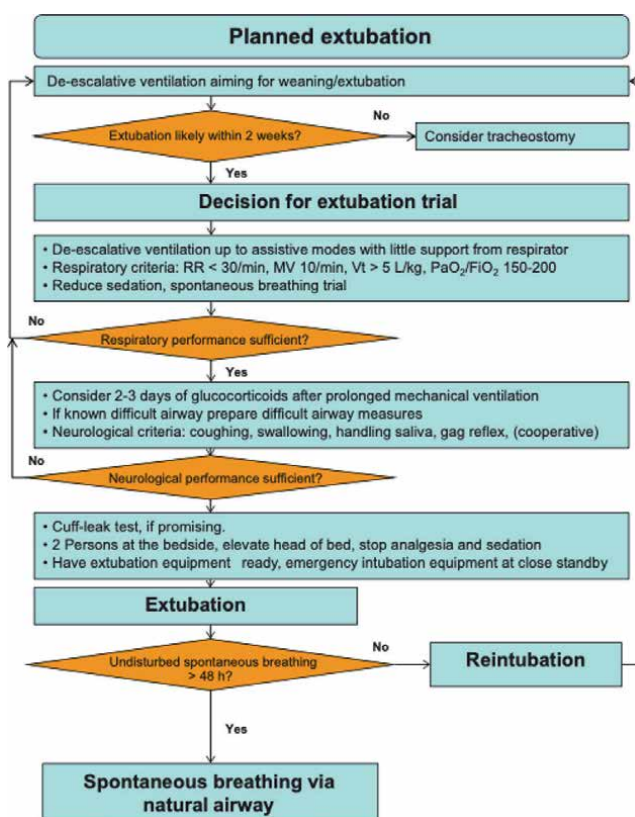 Planned extubation
De-escalative ventilation aiming for weaning/extubation
Extubation likely within 2 weeks?
No
Consider tracheostomy
Yes
Decision for extubation trial
• De-escalative ventilation up to assistive modes with little support from respirator
• Respiratory criteria: RR < 30/min, MV 10/min, Vt > 5 L/kg, PaO2/FiO2 150-200
• Reduce sedation, spontaneous breathing trial
No
Respiratory performance sufficient?
Yes
• Consider 2-3 days of glucocorticoids after prolonged mechanical ventilation
• If known difficult airway prepare difficult airway measures
• Neurological criteria: coughing, swallowing, handling saliva, gag reflex, (cooperative)
No
Neurological performance sufficient?
• Cuff-leak test, if promising.
• 2 Persons at the bedside, elevate head of bed, stop analgesia and sedation
• Have extubation equipment ready, emergency intubation equipment at close standby
Extubation
Undisturbed spontaneous breathing
> 48 h?
No
Reintubation
Yes
Spontaneous breathing via
natural airway